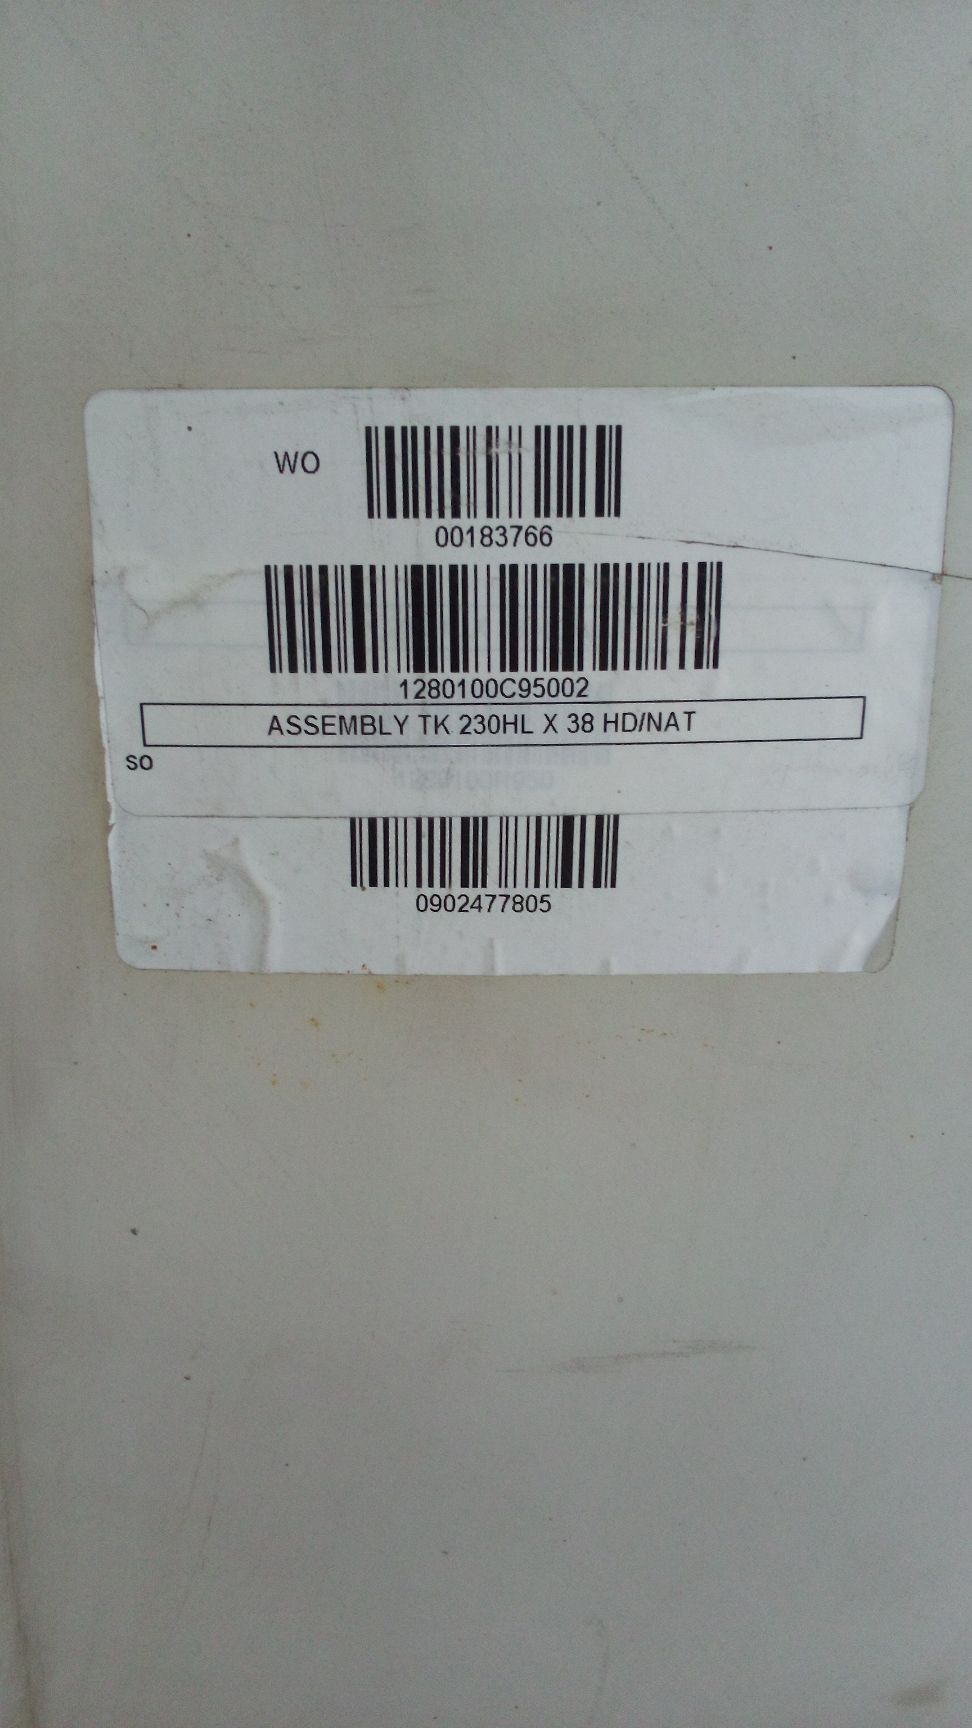 WO
00183766
1280100C95002
ASSEMBLY TK 230HL X 38 HD/NAT
SO
0902477805